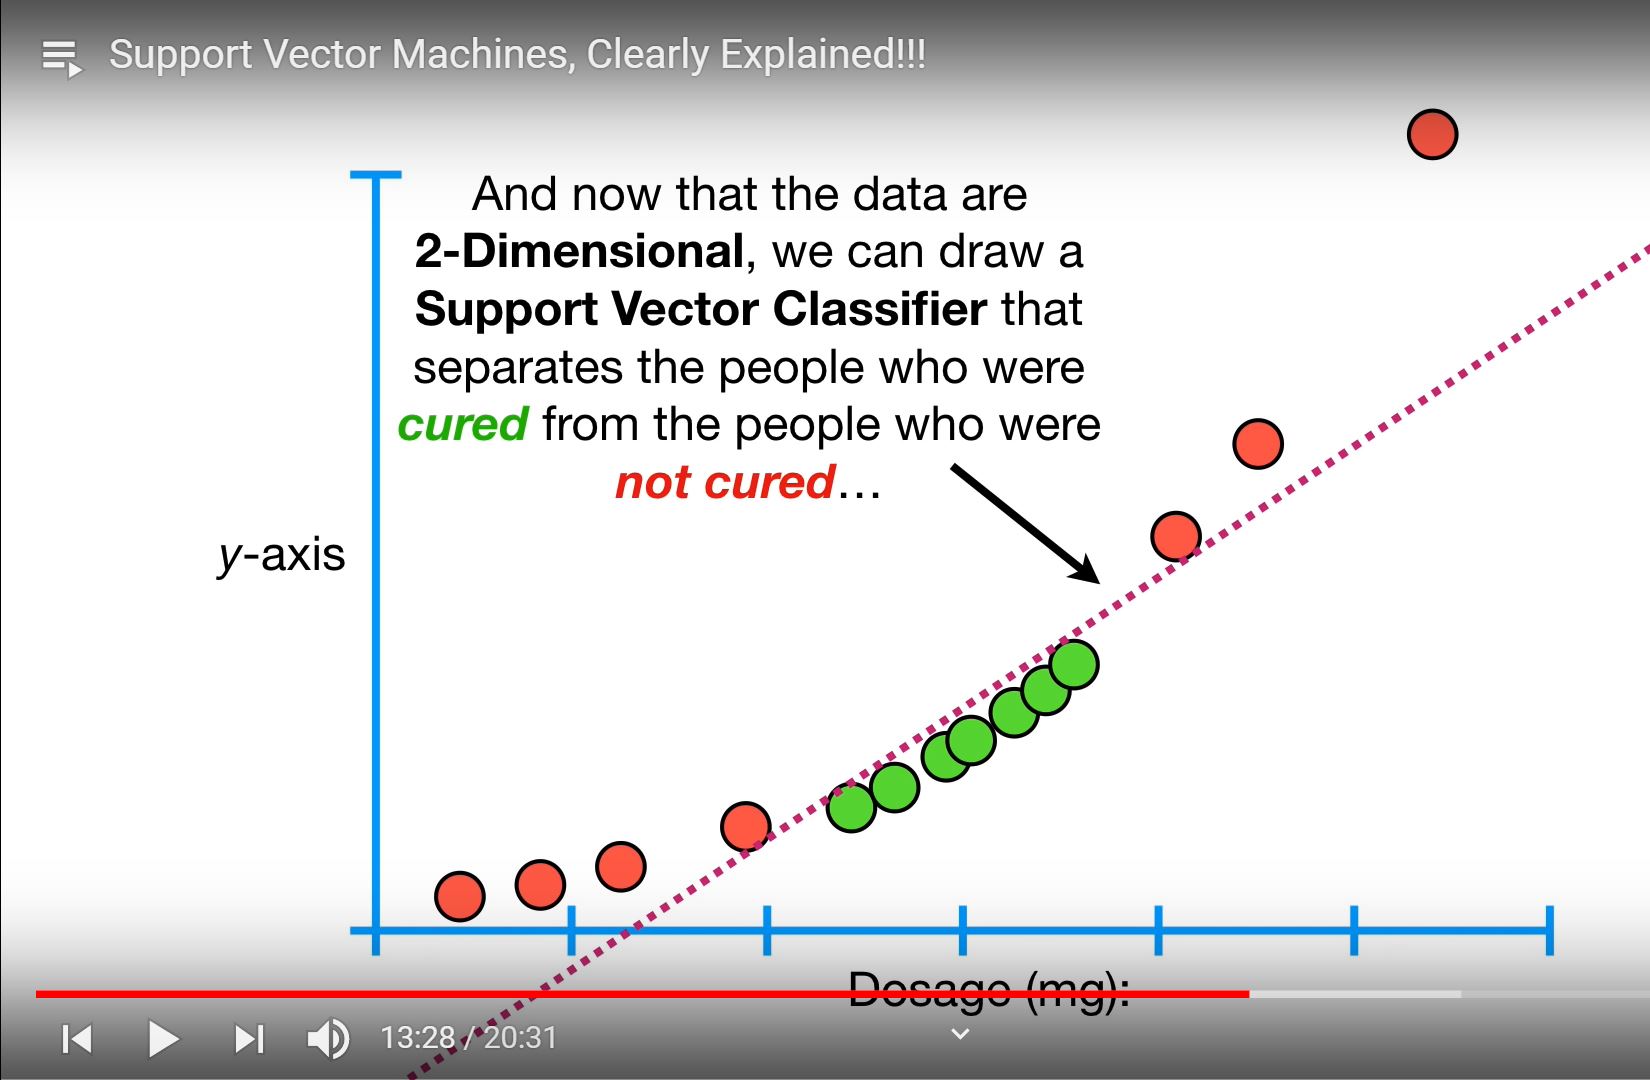 Support Vector Machines, Clearly Explained!!!
And now that the data are
2-Dimensional, we can draw a
Support Vector Classifier that
separates the people who were
cured from the people who were
not cured…
y-axis
Dosage (mg):
13:28 / 20:31